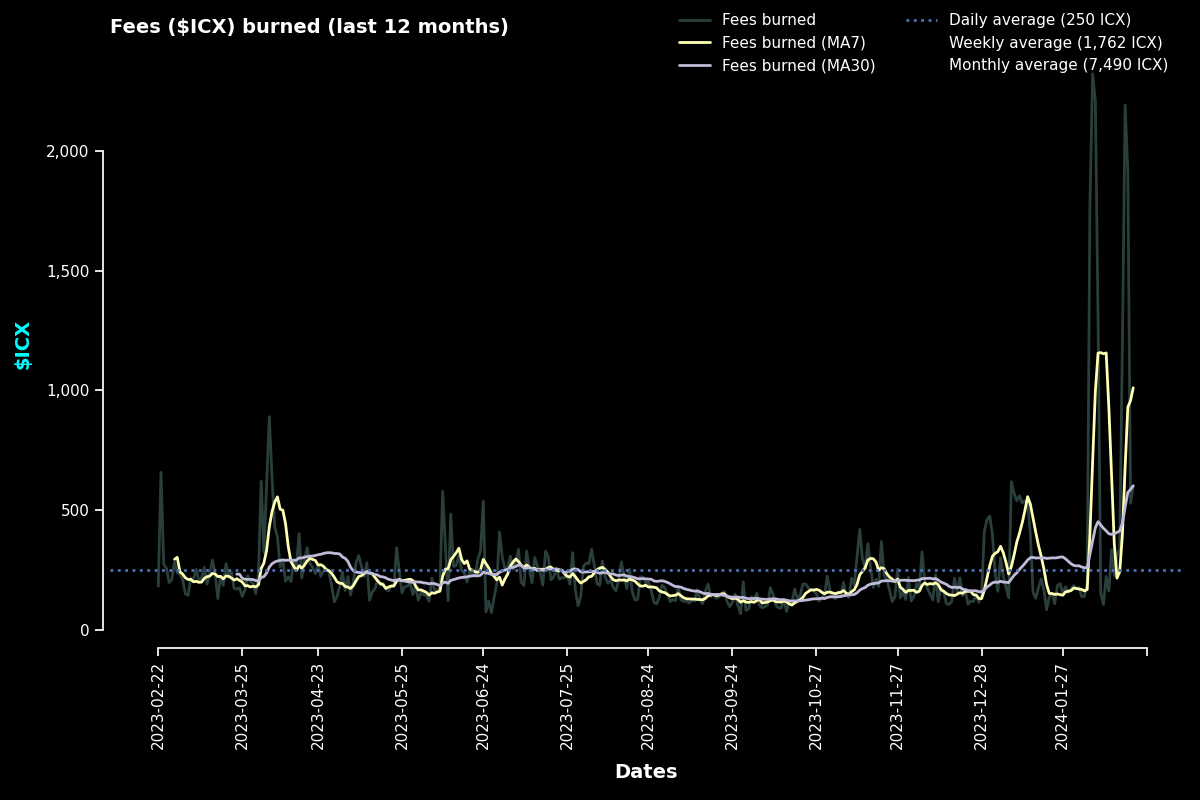 Fees ($ICX) burned (last 12 months)
Fees burned
Fees burned (MA7)
Fees burned (MA30)
Daily average (250 ICX)
Weekly average (1,762 ICX)
Monthly average (7,490 ICX)
$ICX
2,000
1,500
1,000
500
0
2023-02-22
2023-03-25
2023-04-23
2023-05-25
2023-06-24
2023-07-25
2023-08-24
2023-09-24
2023-10-27
2023-11-27
2023-12-28
2024-01-27
Dates